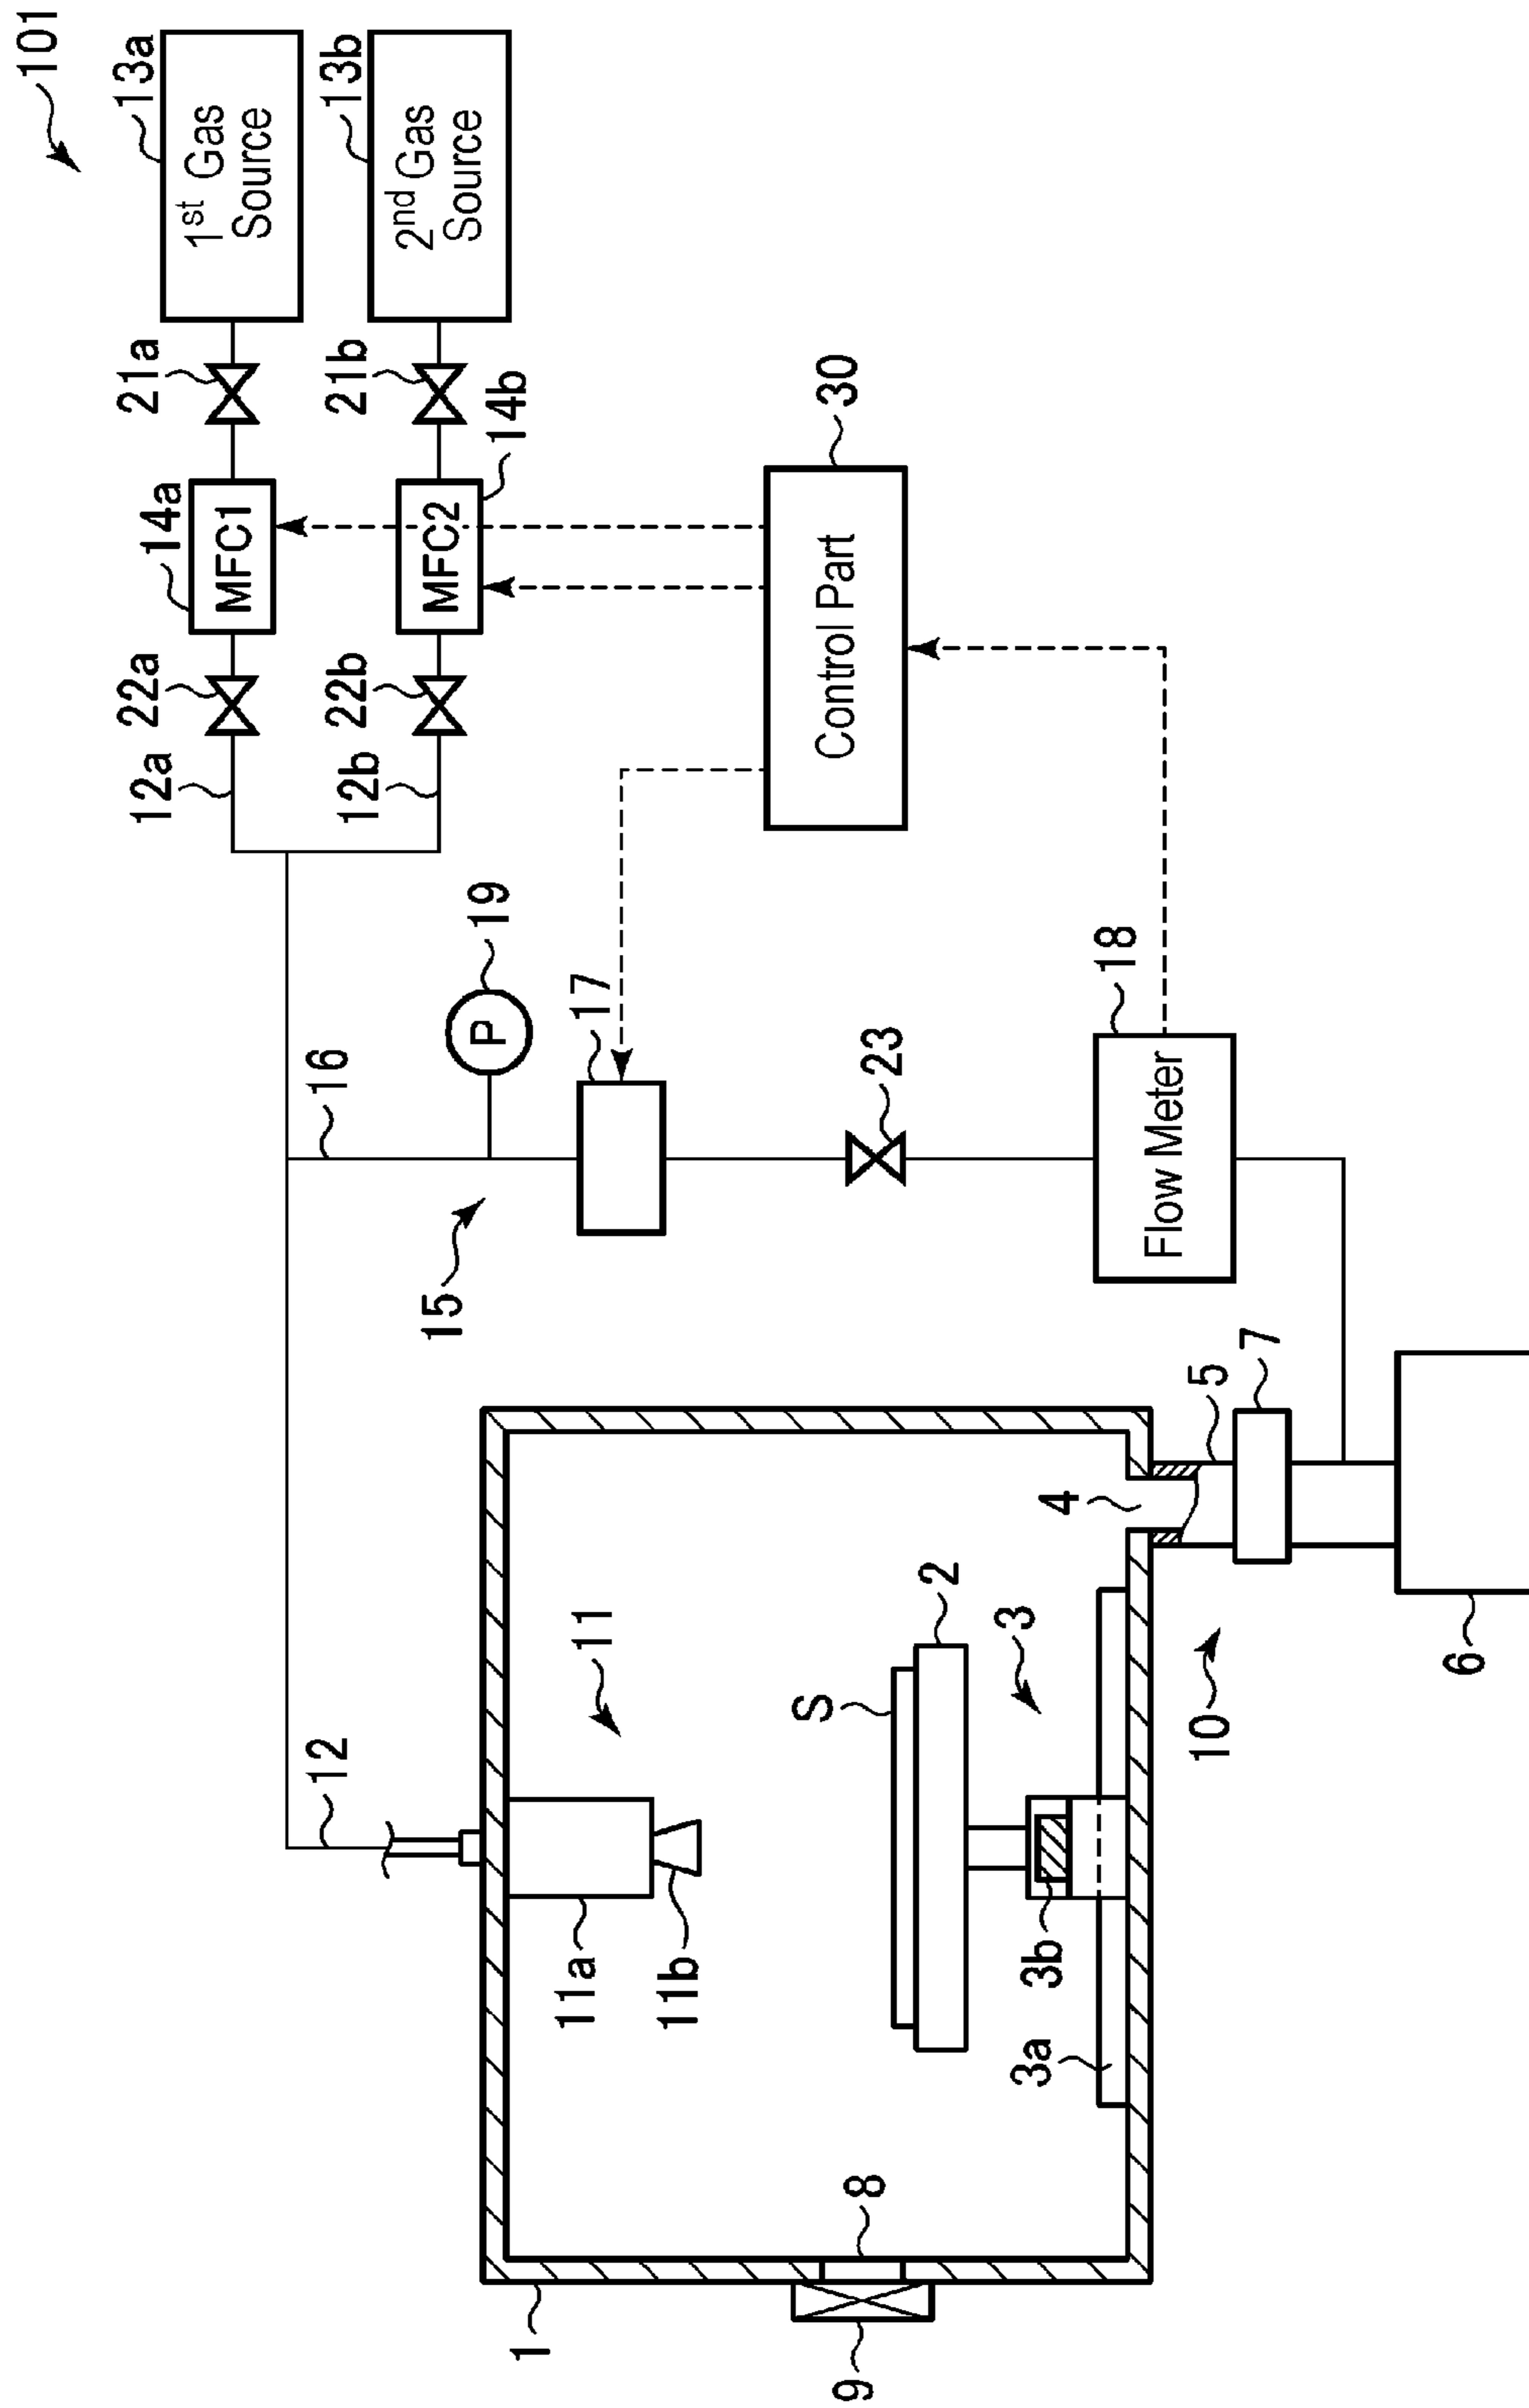 101
13a
1st Gas
Source
13b
2nd Gas
Source
21a
21b
14a
MFC1
14b
MFC2
22a
22b
12a
12b
30
Control Part
19
P
17
16
15
23
18
Flow Meter
12
11
11a
11b
S
2
3
3b
3a
4
5
7
10
6
8
9
1